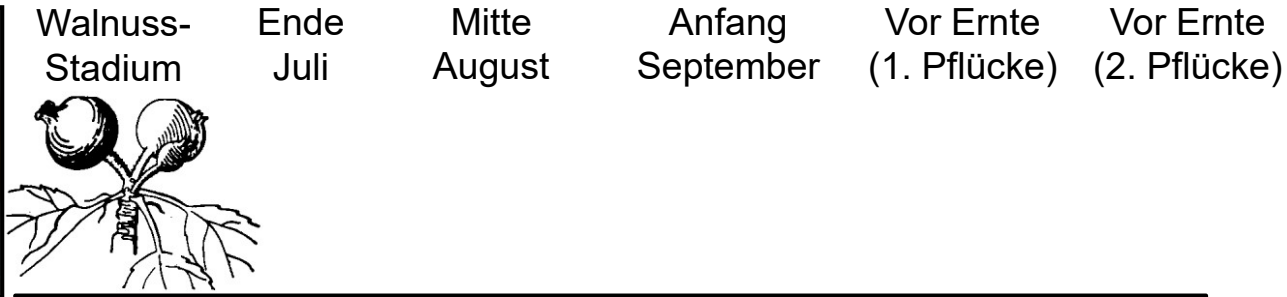 Walnuss-
Stadium
Ende
Juli
Mitte
August
Anfang
September
Vor Ernte
(1. Pflücke)
Vor Ernte
(2. Pflücke)